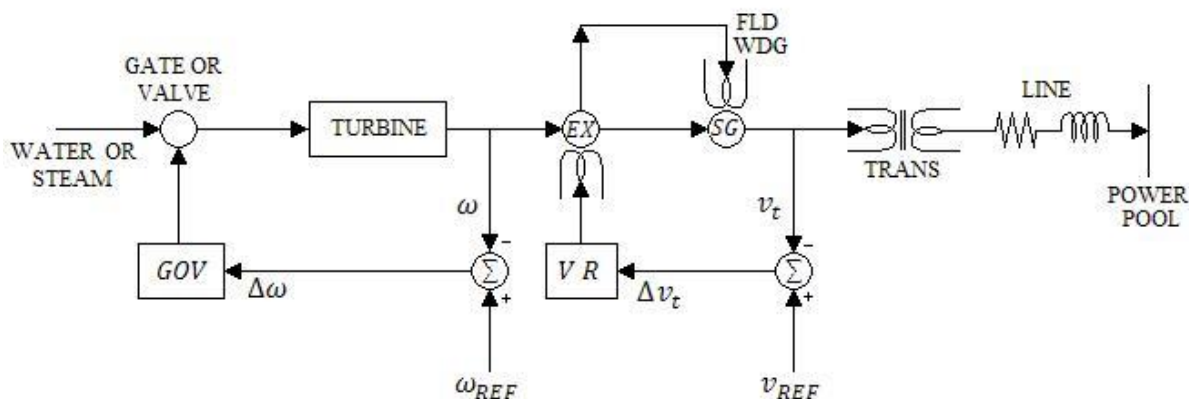 FLD
WDG
GATE OR
VALVE
LINE
TURBINE
EX
SG
WATER OR
STEAM
TRANS
POWER
POOL
ω
v_t
−
−
GOV
Δω
Σ
V R
Δv_t
Σ
+
+
ω_REF
v_REF